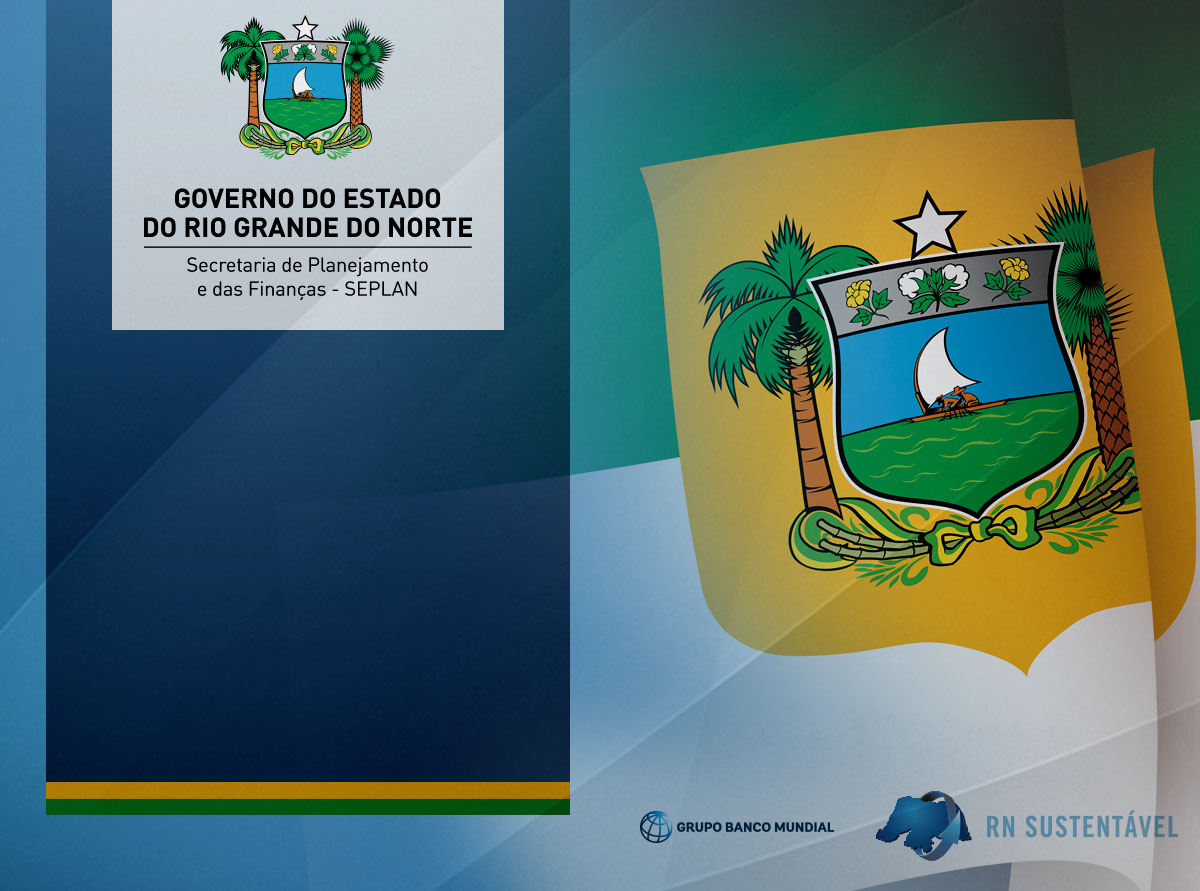 GOVERNO DO ESTADO
DO RIO GRANDE DO NORTE
Secretaria de Planejamento
e das Finanças - SEPLAN
GRUPO BANCO MUNDIAL
RN SUSTENTÁVEL